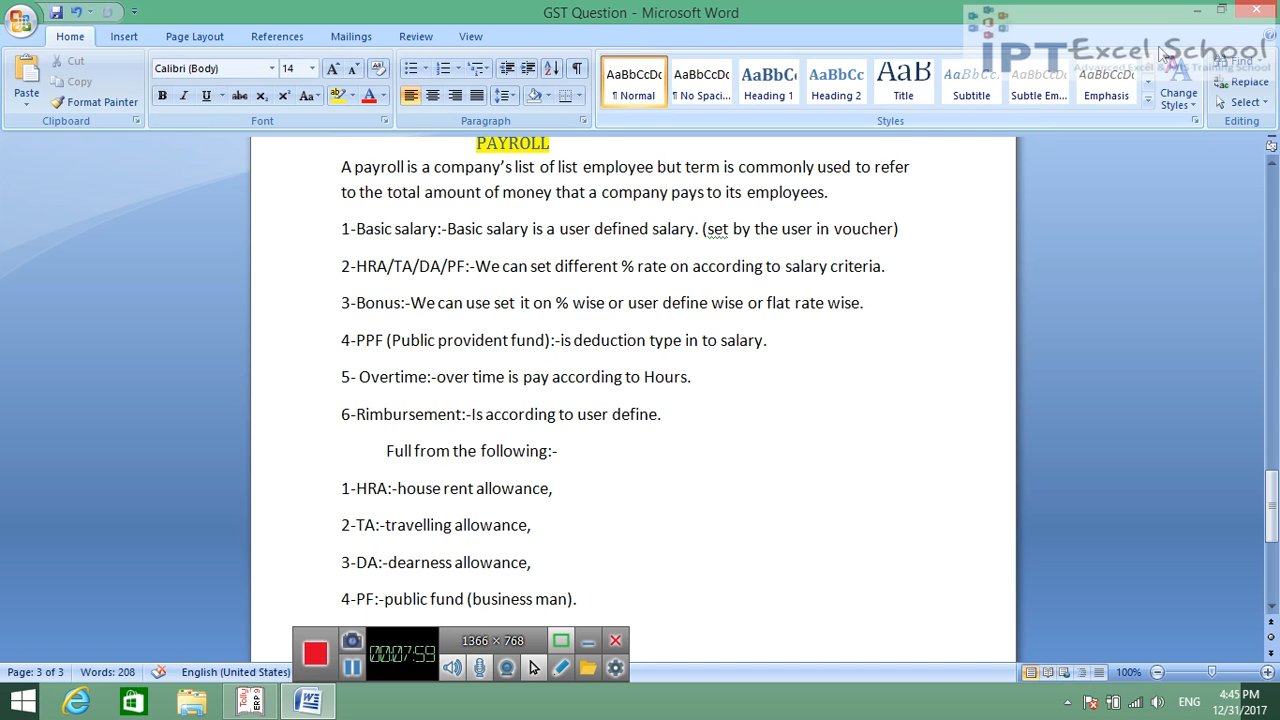 GST Question - Microsoft Word
Home Insert Page Layout References Mailings Review View
IPT Excel School
Advanced Excel & MIS Training School
Paste
Cut
Copy
Format Painter
Clipboard
Calibri (Body) 14
Font
Paragraph
AaBbCcDc AaBbCcDc AaBbCc AaBbCc AaB AaBbCcI AaBbCcDc AaBbCcDc
¶ Normal ¶ No Spaci... Heading 1 Heading 2 Title Subtitle Subtle Em... Emphasis
Change Styles
Styles
Find
Replace
Select
Editing
PAYROLL
A payroll is a company's list of list employee but term is commonly used to refer
to the total amount of money that a company pays to its employees.
1-Basic salary:-Basic salary is a user defined salary. (set by the user in voucher)
2-HRA/TA/DA/PF:-We can set different % rate on according to salary criteria.
3-Bonus:-We can use set it on % wise or user define wise or flat rate wise.
4-PPF (Public provident fund):-is deduction type in to salary.
5- Overtime:-over time is pay according to Hours.
6-Rimbursement:-Is according to user define.
Full from the following:-
1-HRA:-house rent allowance,
2-TA:-travelling allowance,
3-DA:-dearness allowance,
4-PF:-public fund (business man).
1366 × 768
00:07:59
Page: 3 of 3 Words: 208 English (United States) 100%
Tally ERP 9
ENG
4:45 PM
12/31/2017